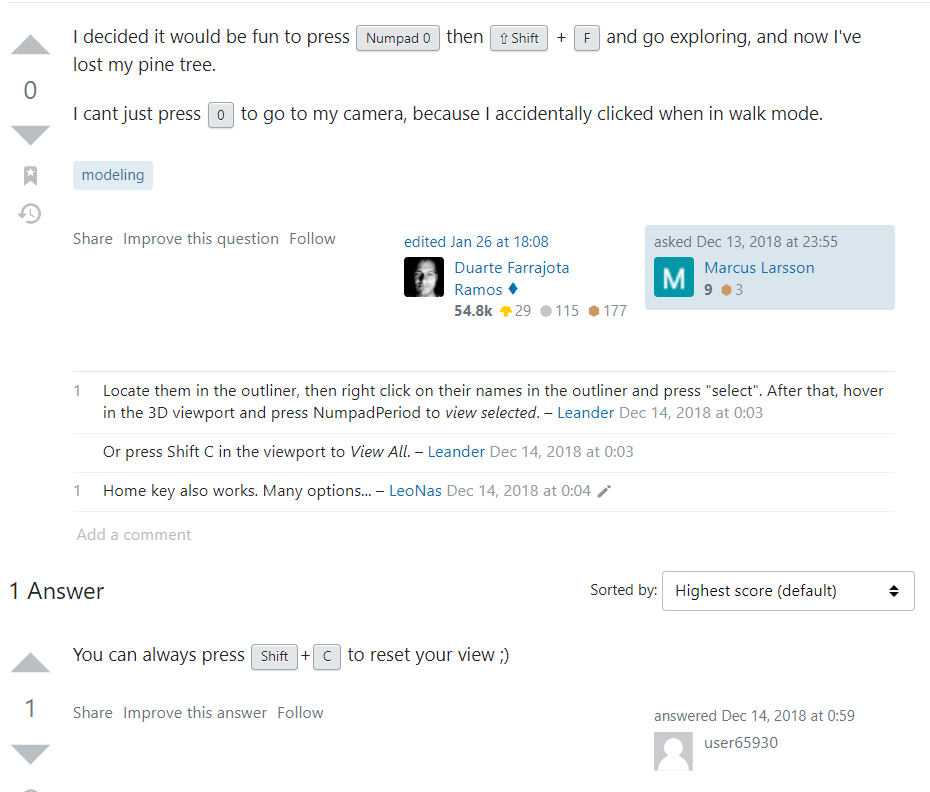 I decided it would be fun to press Numpad 0 then ⇧ Shift + F and go exploring, and now I've
lost my pine tree.
0
I cant just press 0 to go to my camera, because I accidentally clicked when in walk mode.
modeling
Share Improve this question Follow
edited Jan 26 at 18:08
Duarte Farrajota
Ramos ♦
54.8k 29 115 177
asked Dec 13, 2018 at 23:55
M
Marcus Larsson
9 3
1 Locate them in the outliner, then right click on their names in the outliner and press "select". After that, hover
in the 3D viewport and press NumpadPeriod to view selected. – Leander Dec 14, 2018 at 0:03
Or press Shift C in the viewport to View All. – Leander Dec 14, 2018 at 0:03
1 Home key also works. Many options... – LeoNas Dec 14, 2018 at 0:04
Add a comment
1 Answer
Sorted by: Highest score (default)
You can always press Shift + C to reset your view ;)
1
Share Improve this answer Follow
answered Dec 14, 2018 at 0:59
user65930